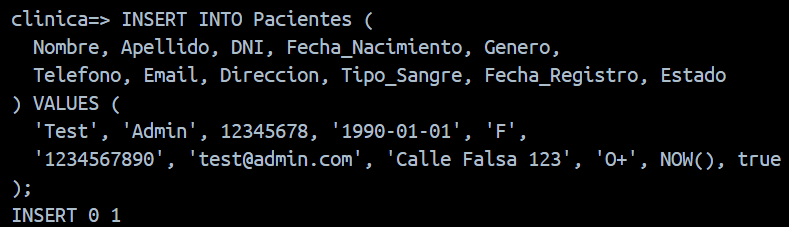 clinica=> INSERT INTO Pacientes (
  Nombre, Apellido, DNI, Fecha_Nacimiento, Genero,
  Telefono, Email, Direccion, Tipo_Sangre, Fecha_Registro, Estado
) VALUES (
  'Test', 'Admin', 12345678, '1990-01-01', 'F',
  '1234567890', 'test@admin.com', 'Calle Falsa 123', 'O+', NOW(), true
);
INSERT 0 1